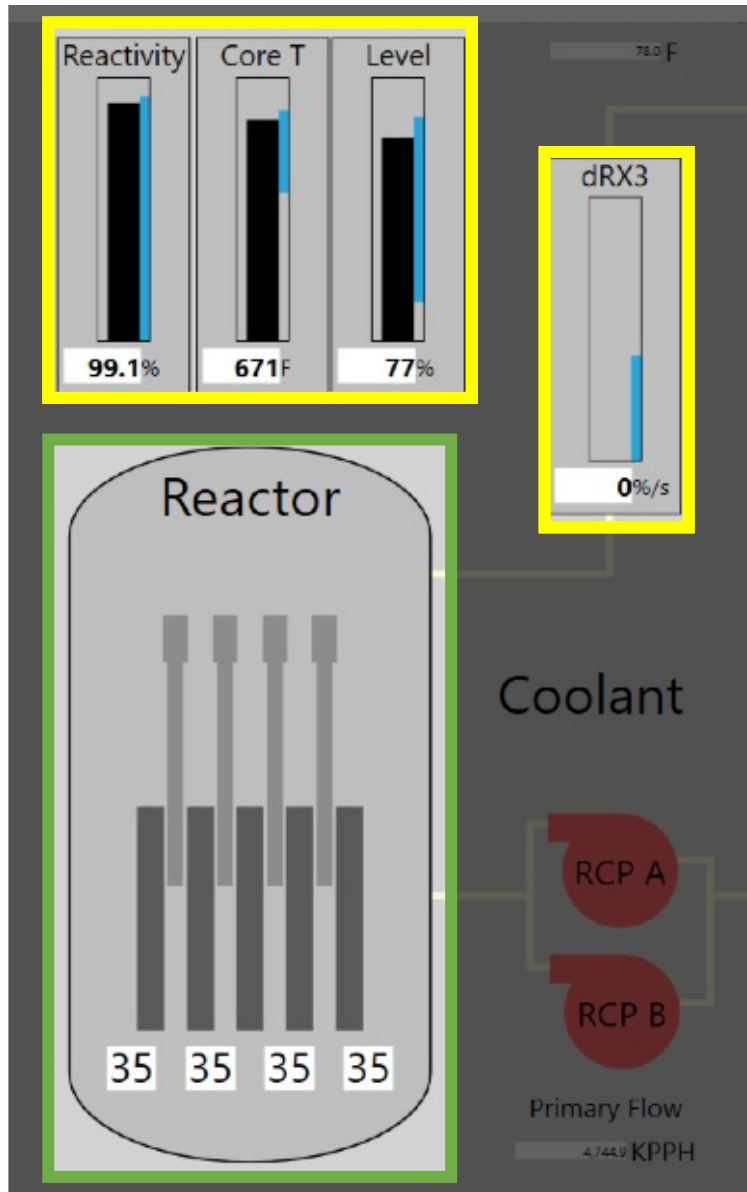 Reactivity
Core T
Level
99.1%
671F
77%
78.0 F
dRX3
0%/s
Reactor
35 35 35 35
Coolant
RCP A
RCP B
Primary Flow
4,744.9 KPPH